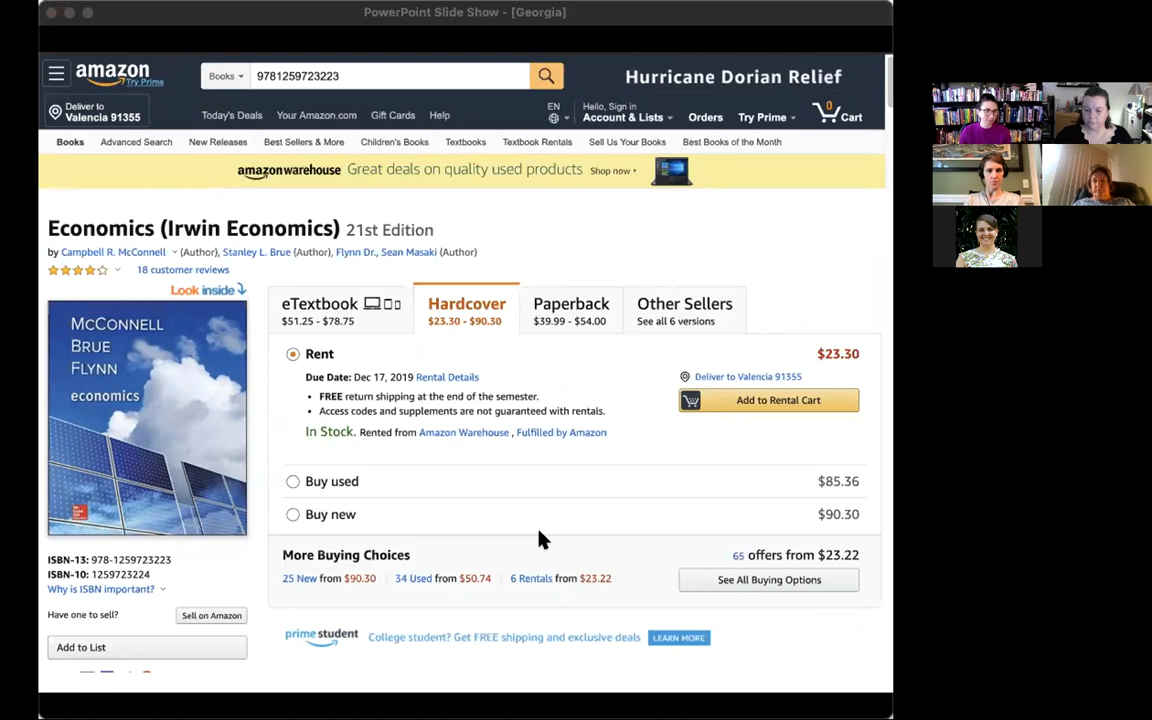 PowerPoint Slide Show - [Georgia]
amazon
Try Prime
Books
9781259723223
Hurricane Dorian Relief
Deliver to
Valencia 91355
Today's Deals Your Amazon.com Gift Cards Help
EN
Hello, Sign in
Account & Lists
Orders
Try Prime
0
Cart
Books Advanced Search New Releases Best Sellers & More Children's Books Textbooks Textbook Rentals Sell Us Your Books Best Books of the Month
amazonwarehouse Great deals on quality used products Shop now
Economics (Irwin Economics) 21st Edition
by Campbell R. McConnell (Author), Stanley L. Brue (Author), Flynn Dr., Sean Masaki (Author)
18 customer reviews
Look inside
McCONNELL
BRUE
FLYNN
economics
Mc
Graw
Hill
Education
ISBN-13: 978-1259723223
ISBN-10: 1259723224
Why is ISBN important?
Have one to sell? Sell on Amazon
Add to List
eTextbook
$51.25 - $78.75
Hardcover
$23.30 - $90.30
Paperback
$39.99 - $54.00
Other Sellers
See all 6 versions
Rent $23.30
Due Date: Dec 17, 2019 Rental Details
• FREE return shipping at the end of the semester.
• Access codes and supplements are not guaranteed with rentals.
In Stock. Rented from Amazon Warehouse , Fulfilled by Amazon
Deliver to Valencia 91355
Add to Rental Cart
Buy used $85.36
Buy new $90.30
More Buying Choices
25 New from $90.30 34 Used from $50.74 6 Rentals from $23.22
65 offers from $23.22
See All Buying Options
prime student College student? Get FREE shipping and exclusive deals LEARN MORE